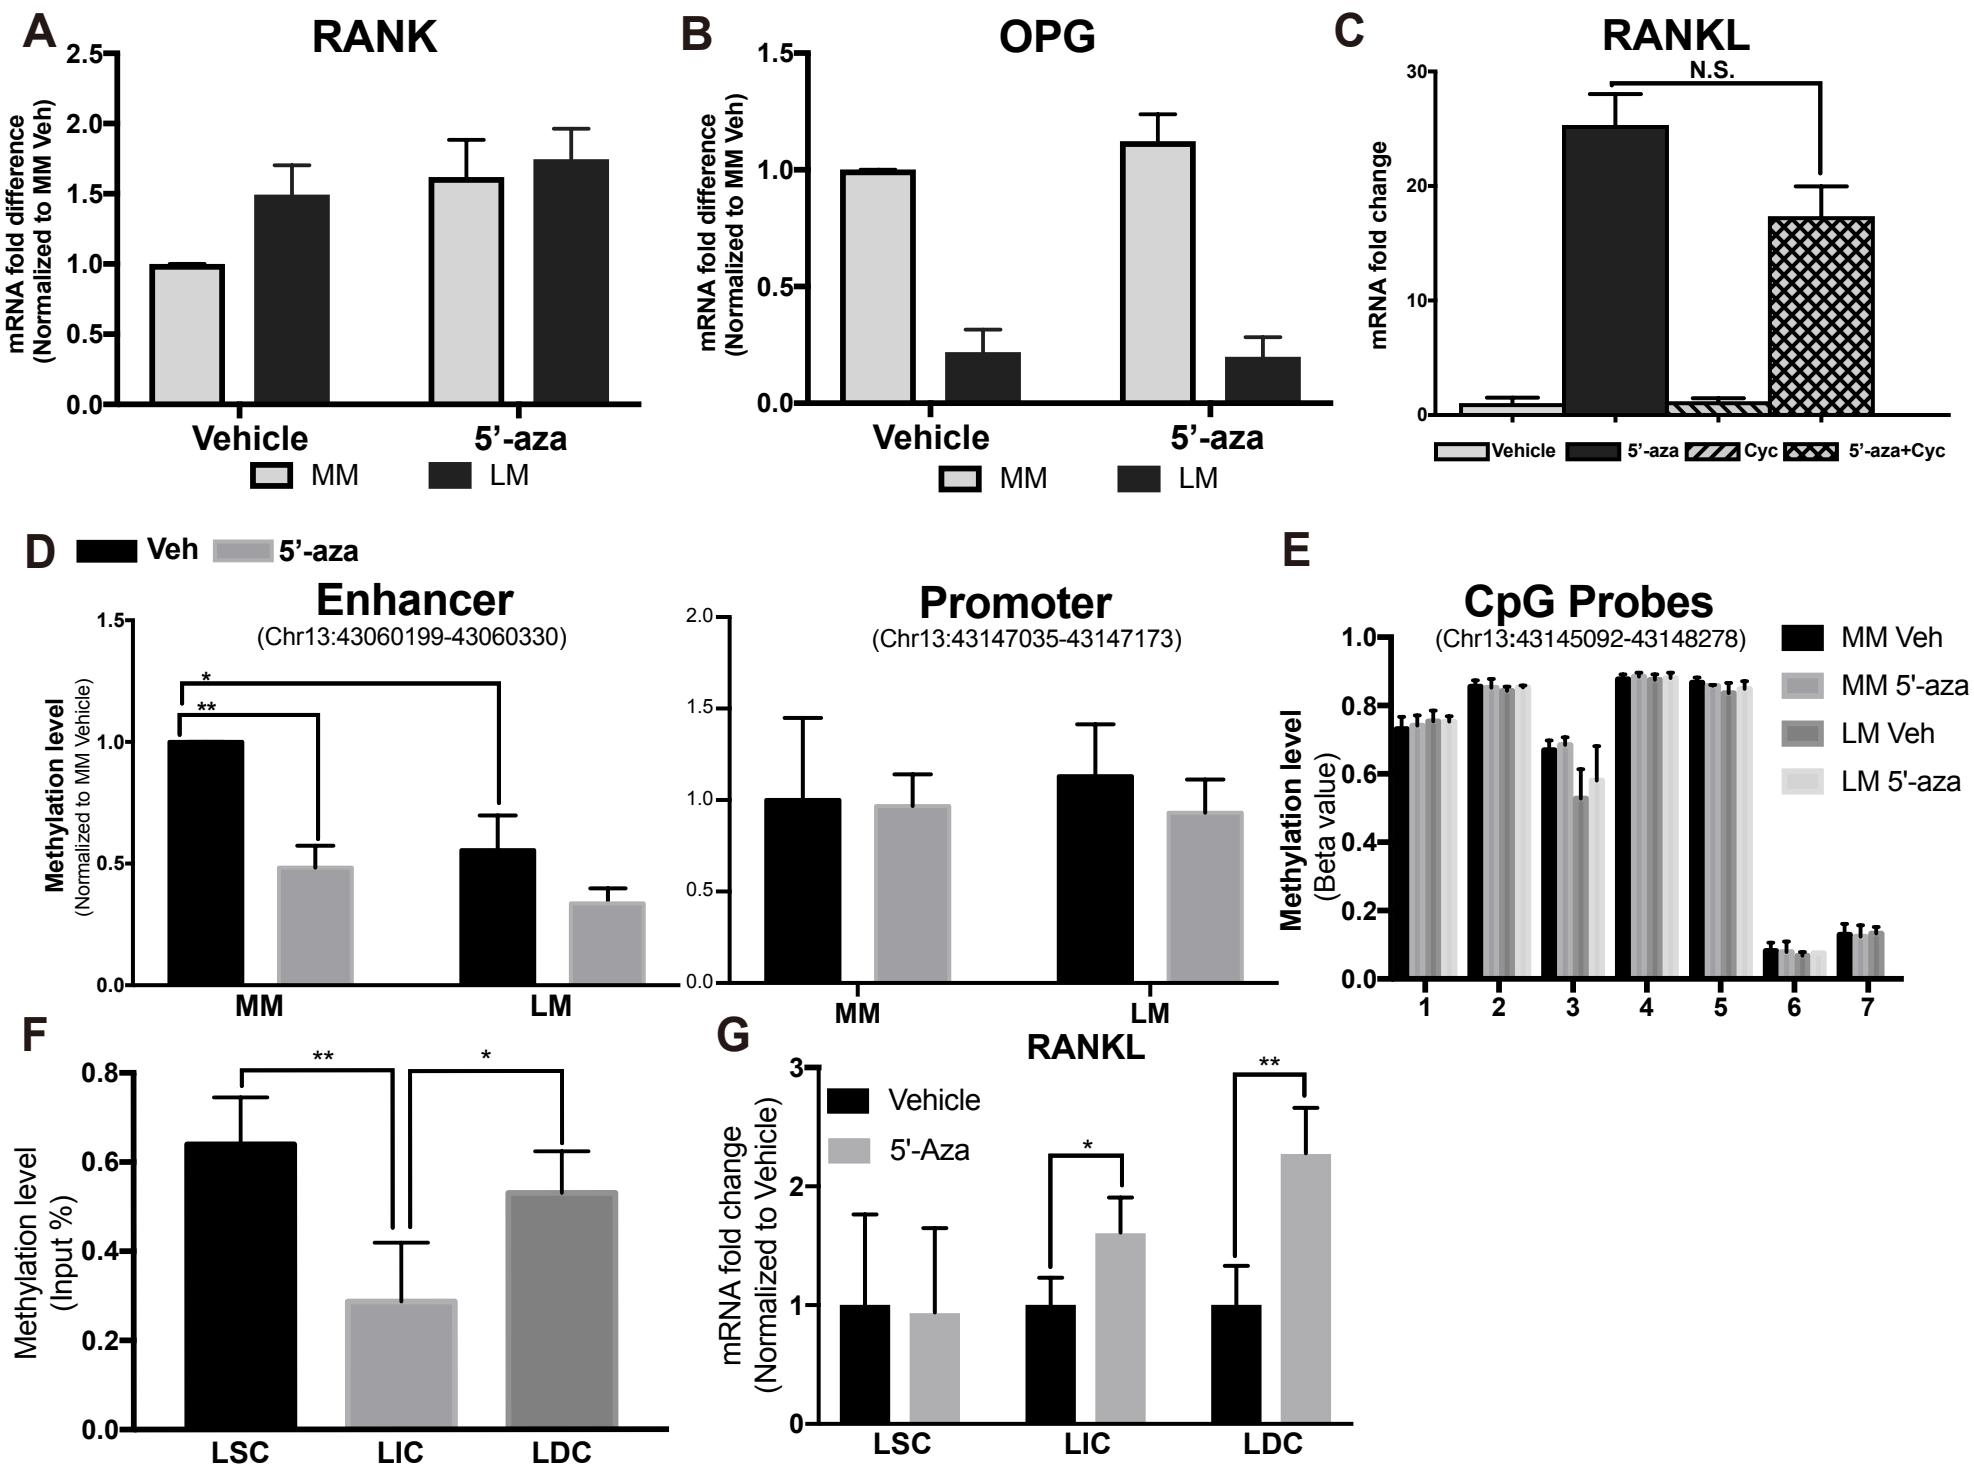 A
RANK
mRNA fold difference
(Normalized to MM Veh)
2.5
2.0
1.5
1.0
0.5
0.0
Vehicle
5’-aza
MM
LM
B
OPG
mRNA fold difference
(Normalized to MM Veh)
1.5
1.0
0.5
0.0
Vehicle
5’-aza
MM
LM
C
RANKL
N.S.
mRNA fold change
30
20
10
0
Vehicle
5’-aza
Cyc
5’-aza+Cyc
D
Veh
5’-aza
Enhancer
(Chr13:43060199-43060330)
Methylation level
(Normalized to MM Vehicle)
1.5
1.0
0.5
0.0
*
**
MM
LM
Promoter
(Chr13:43147035-43147173)
2.0
1.5
1.0
0.5
0.0
MM
LM
E
CpG Probes
(Chr13:43145092-43148278)
Methylation level
(Beta value)
1.0
0.8
0.6
0.4
0.2
0.0
1 2 3 4 5 6 7
MM Veh
MM 5'-aza
LM Veh
LM 5'-aza
F
Methylation level
(Input %)
0.8
0.6
0.4
0.2
0.0
**
*
LSC
LIC
LDC
G
RANKL
mRNA fold change
(Normalized to Vehicle)
3
2
1
0
Vehicle
5'-Aza
*
**
LSC
LIC
LDC